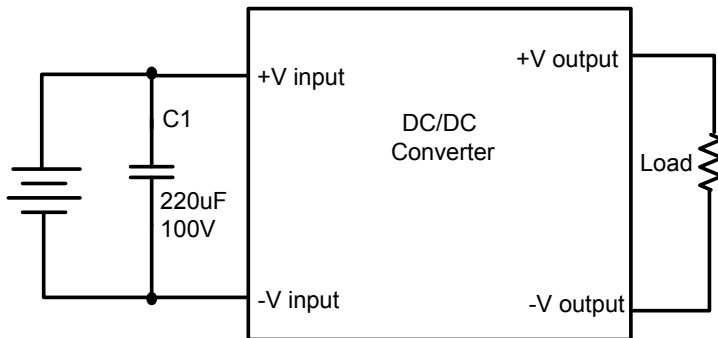 +V input
+V output
C1
DC/DC
Converter
Load
220uF
100V
-V input
-V output